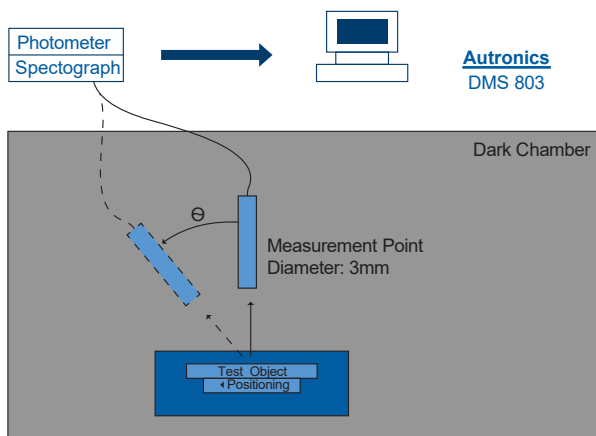 Photometer
Spectograph
Autronics
DMS 803
Dark Chamber
Θ
Measurement Point
Diameter: 3mm
Test Object
Positioning